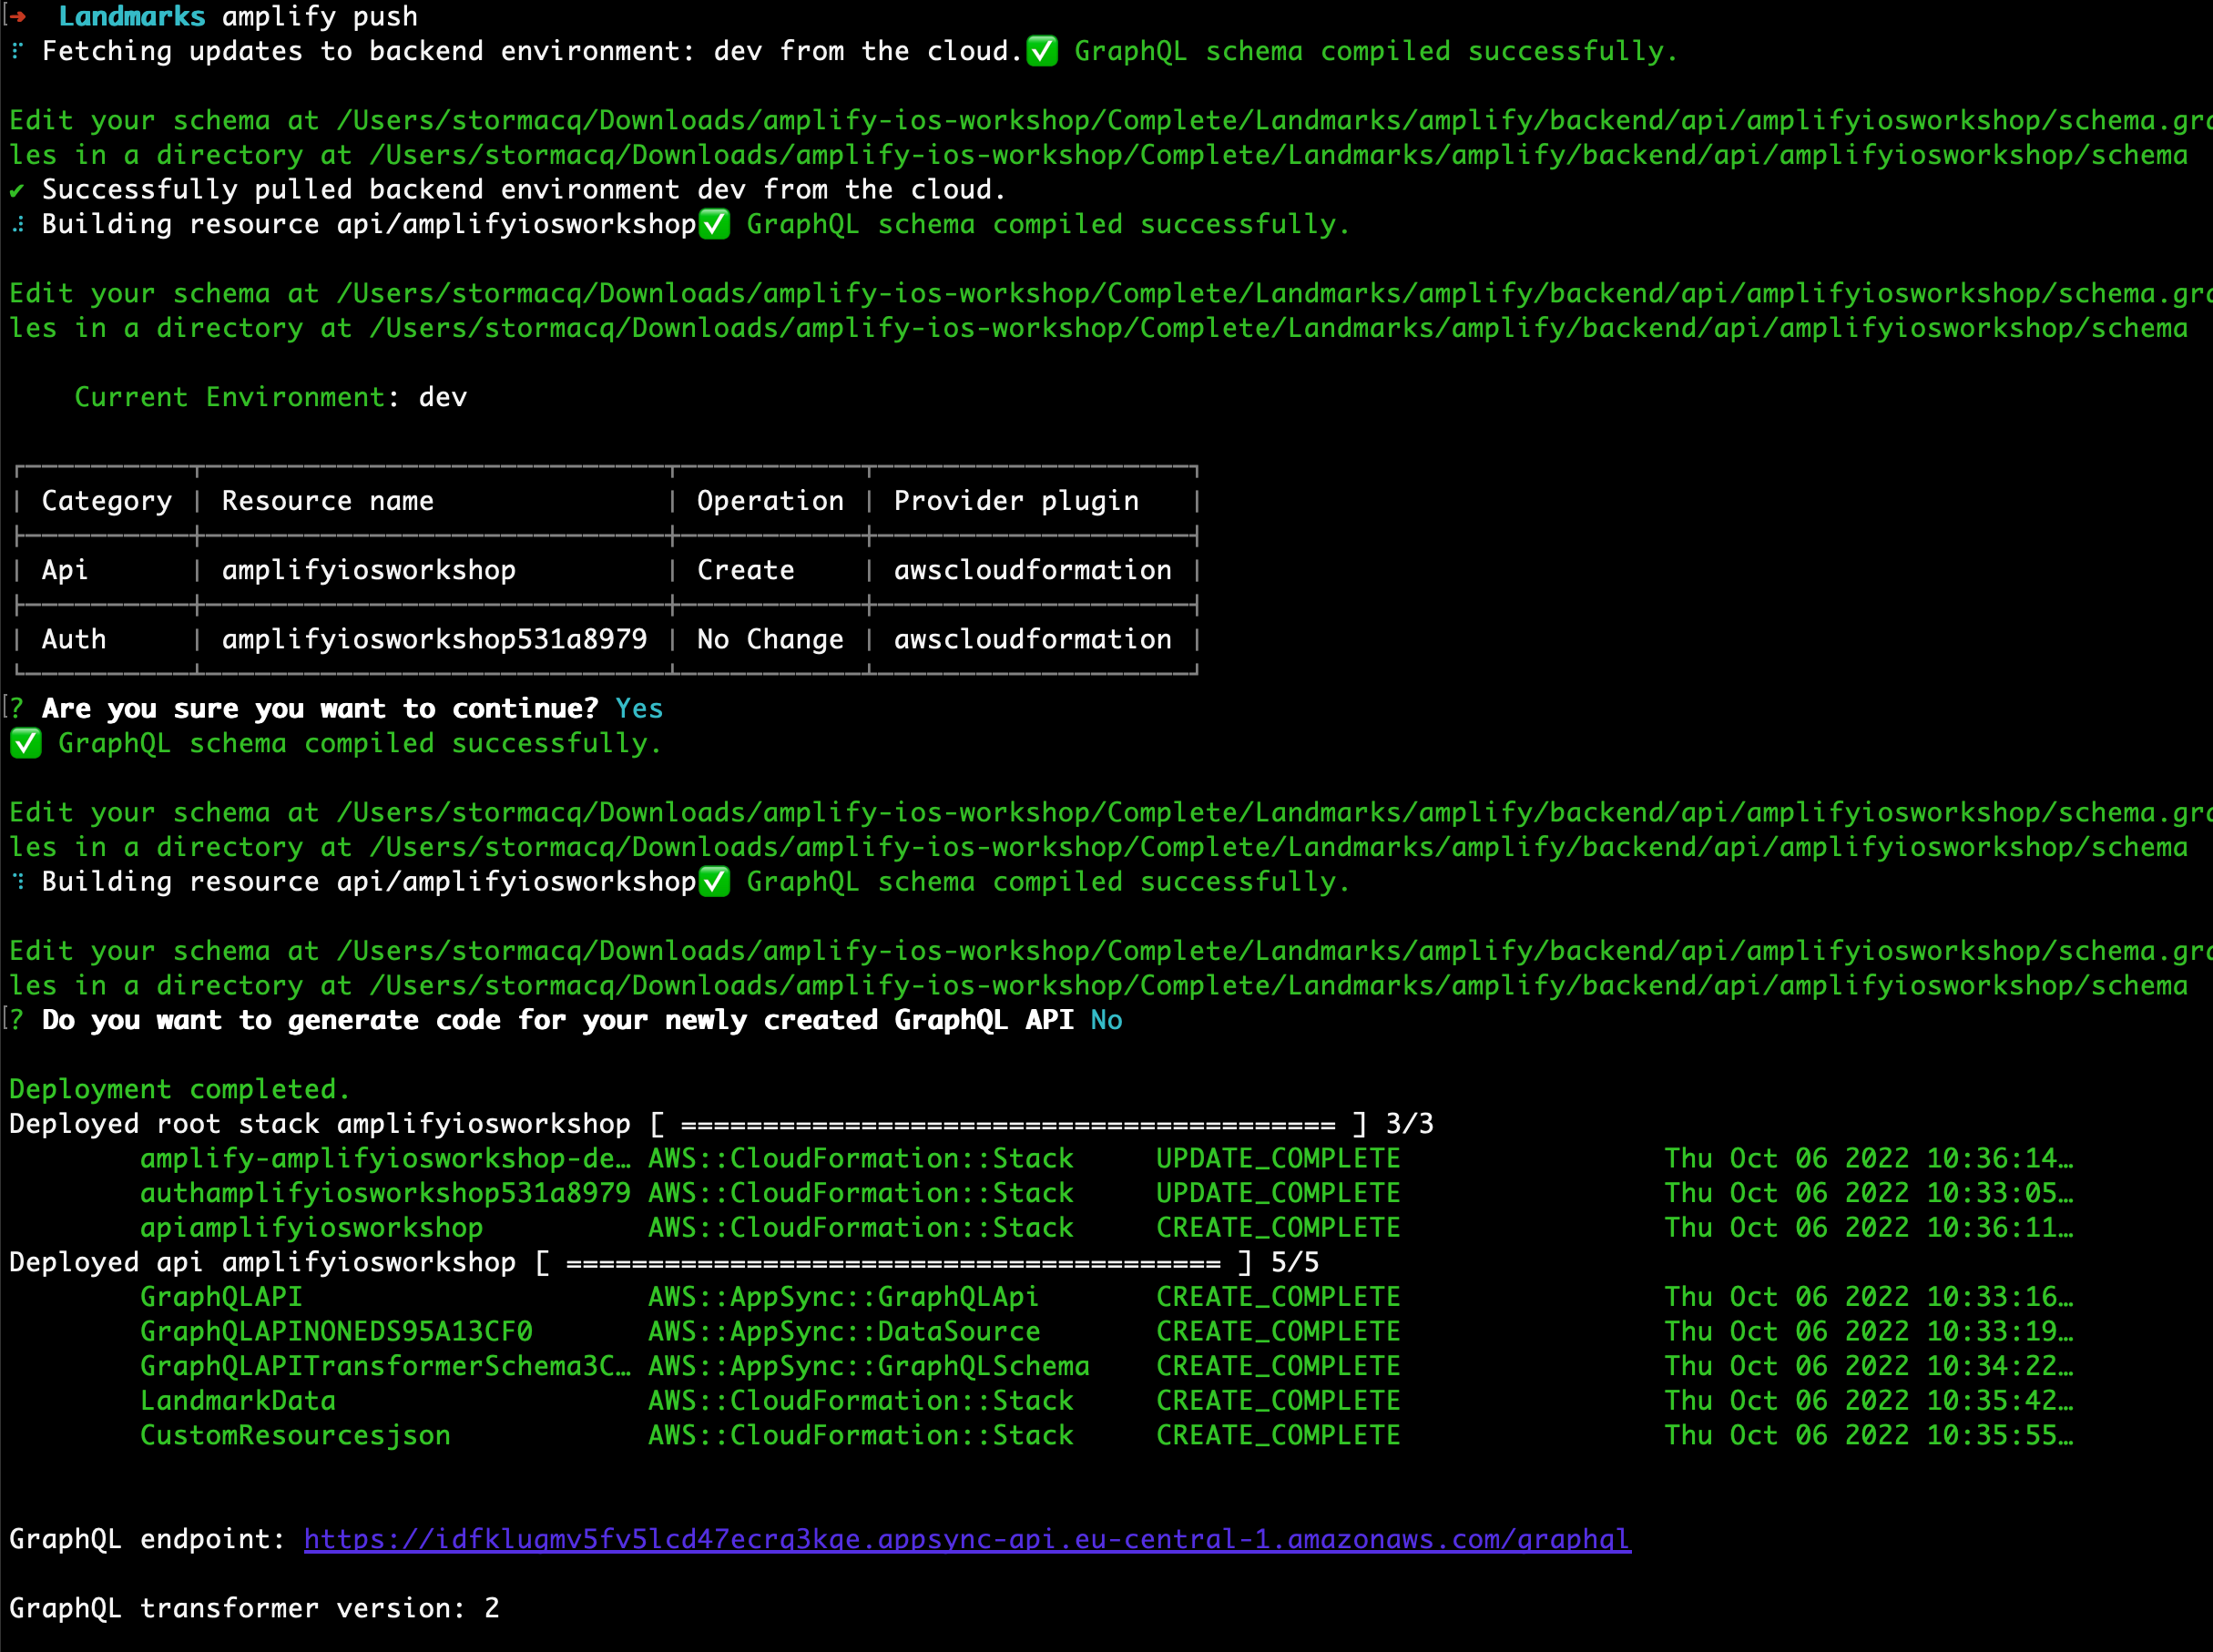 ➜ Landmarks amplify push
⠏ Fetching updates to backend environment: dev from the cloud.✅ GraphQL schema compiled successfully.
Edit your schema at /Users/stormacq/Downloads/amplify-ios-workshop/Complete/Landmarks/amplify/backend/api/amplifyiosworkshop/schema.gra
les in a directory at /Users/stormacq/Downloads/amplify-ios-workshop/Complete/Landmarks/amplify/backend/api/amplifyiosworkshop/schema
✔ Successfully pulled backend environment dev from the cloud.
⠼ Building resource api/amplifyiosworkshop✅ GraphQL schema compiled successfully.
Edit your schema at /Users/stormacq/Downloads/amplify-ios-workshop/Complete/Landmarks/amplify/backend/api/amplifyiosworkshop/schema.gra
les in a directory at /Users/stormacq/Downloads/amplify-ios-workshop/Complete/Landmarks/amplify/backend/api/amplifyiosworkshop/schema
Current Environment: dev
| Category | Resource name | Operation | Provider plugin |
| Api | amplifyiosworkshop | Create | awscloudformation |
| Auth | amplifyiosworkshop531a8979 | No Change | awscloudformation |
? Are you sure you want to continue? Yes
✅ GraphQL schema compiled successfully.
Edit your schema at /Users/stormacq/Downloads/amplify-ios-workshop/Complete/Landmarks/amplify/backend/api/amplifyiosworkshop/schema.gra
les in a directory at /Users/stormacq/Downloads/amplify-ios-workshop/Complete/Landmarks/amplify/backend/api/amplifyiosworkshop/schema
⠹ Building resource api/amplifyiosworkshop✅ GraphQL schema compiled successfully.
Edit your schema at /Users/stormacq/Downloads/amplify-ios-workshop/Complete/Landmarks/amplify/backend/api/amplifyiosworkshop/schema.gra
les in a directory at /Users/stormacq/Downloads/amplify-ios-workshop/Complete/Landmarks/amplify/backend/api/amplifyiosworkshop/schema
? Do you want to generate code for your newly created GraphQL API No
Deployment completed.
Deployed root stack amplifyiosworkshop [ ======================================== ] 3/3
amplify-amplifyiosworkshop-de… AWS::CloudFormation::Stack UPDATE_COMPLETE Thu Oct 06 2022 10:36:14…
authamplifyiosworkshop531a8979 AWS::CloudFormation::Stack UPDATE_COMPLETE Thu Oct 06 2022 10:33:05…
apiamplifyiosworkshop AWS::CloudFormation::Stack CREATE_COMPLETE Thu Oct 06 2022 10:36:11…
Deployed api amplifyiosworkshop [ ======================================== ] 5/5
GraphQLAPI AWS::AppSync::GraphQLApi CREATE_COMPLETE Thu Oct 06 2022 10:33:16…
GraphQLAPINONEDS95A13CF0 AWS::AppSync::DataSource CREATE_COMPLETE Thu Oct 06 2022 10:33:19…
GraphQLAPITransformerSchema3C… AWS::AppSync::GraphQLSchema CREATE_COMPLETE Thu Oct 06 2022 10:34:22…
LandmarkData AWS::CloudFormation::Stack CREATE_COMPLETE Thu Oct 06 2022 10:35:42…
CustomResourcesjson AWS::CloudFormation::Stack CREATE_COMPLETE Thu Oct 06 2022 10:35:55…
GraphQL endpoint: https://idfkluqmv5fv5lcd47ecrq3kqe.appsync-api.eu-central-1.amazonaws.com/graphql
GraphQL transformer version: 2